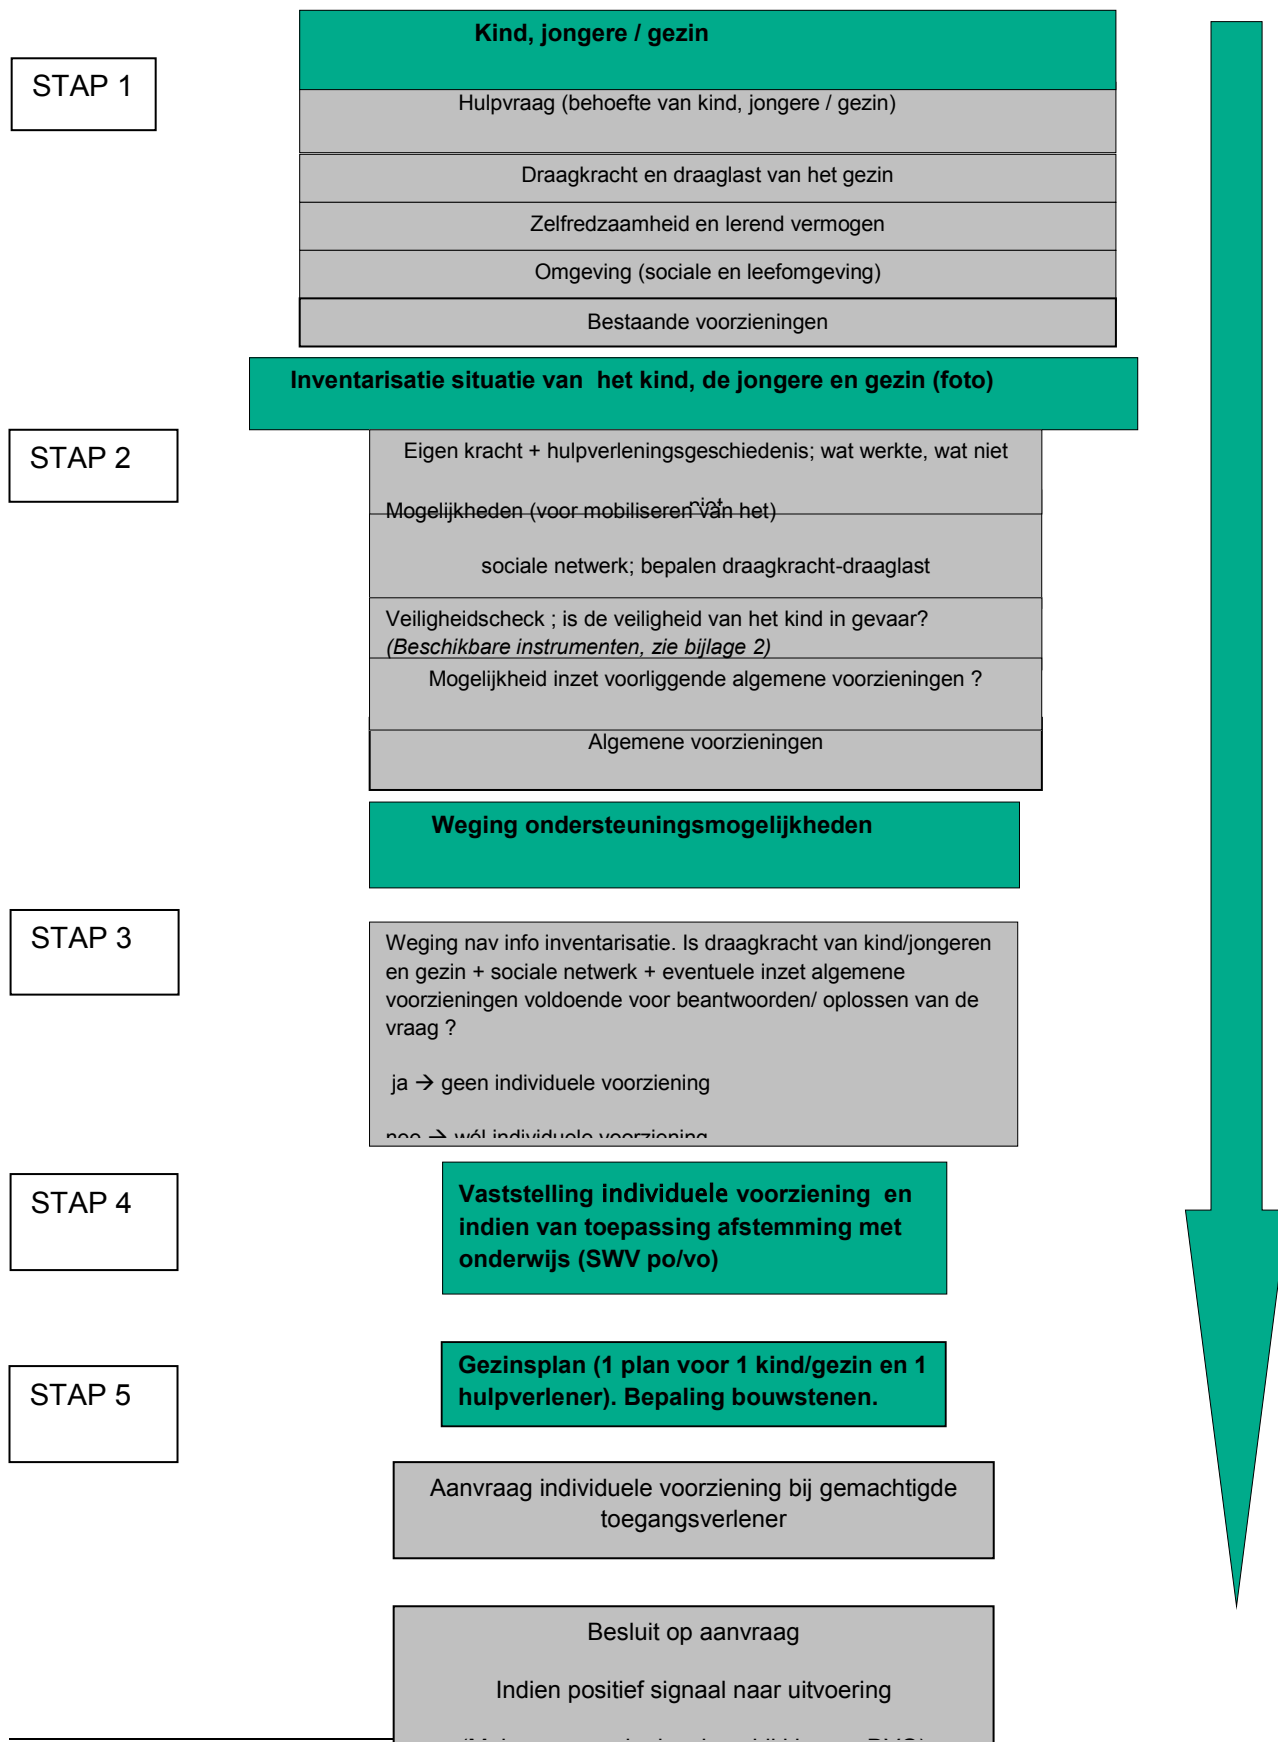 Kind, jongere / gezin
STAP 1
Hulpvraag (behoefte van kind, jongere / gezin)
Draagkracht en draaglast van het gezin
Zelfredzaamheid en lerend vermogen
Omgeving (sociale en leefomgeving)
Bestaande voorzieningen
Inventarisatie situatie van het kind, de jongere en gezin (foto)
STAP 2
Eigen kracht + hulpverleningsgeschiedenis; wat werkte, wat niet
niet
Mogelijkheden (voor mobiliseren van het)
sociale netwerk; bepalen draagkracht-draaglast
Veiligheidscheck ; is de veiligheid van het kind in gevaar?
(Beschikbare instrumenten, zie bijlage 2)
Mogelijkheid inzet voorliggende algemene voorzieningen ?
Algemene voorzieningen
Weging ondersteuningsmogelijkheden
STAP 3
Weging nav info inventarisatie. Is draagkracht van kind/jongeren
en gezin + sociale netwerk + eventuele inzet algemene
voorzieningen voldoende voor beantwoorden/ oplossen van de
vraag ?
ja → geen individuele voorziening
nee → wél individuele voorziening
STAP 4
Vaststelling individuele voorziening en
indien van toepassing afstemming met
onderwijs (SWV po/vo)
STAP 5
Gezinsplan (1 plan voor 1 kind/gezin en 1
hulpverlener). Bepaling bouwstenen.
Aanvraag individuele voorziening bij gemachtigde
toegangsverlener
Besluit op aanvraag
Indien positief signaal naar uitvoering